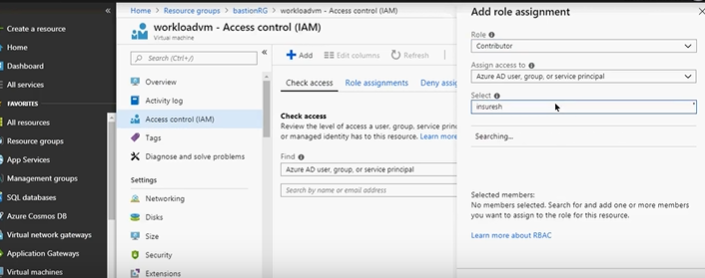 Create a resource
Home
Dashboard
All services
FAVORITES
All resources
Resource groups
App Services
Management groups
SQL databases
Azure Cosmos DB
Virtual network gateways
Application Gateways
Virtual machines
Home > Resource groups > bastionRG > workloadvm - Access control (IAM)
workloadvm - Access control (IAM)
Virtual machine
Search (Ctrl+/)
Overview
Activity log
Access control (IAM)
Tags
Diagnose and solve problems
Settings
Networking
Disks
Size
Security
Extensions
+ Add
Edit columns
Refresh
Check access
Role assignments
Deny assig
Check access
Review the level of access a user, group, service prin
or managed identity has to this resource. Learn more
Find
Azure AD user, group, or service principal
Search by name or email address
Add role assignment
Role
Contributor
Assign access to
Azure AD user, group, or service principal
Select
insuresh
Searching...
Selected members:
No members selected. Search for and add one or more members
you want to assign to the role for this resource.
Learn more about RBAC